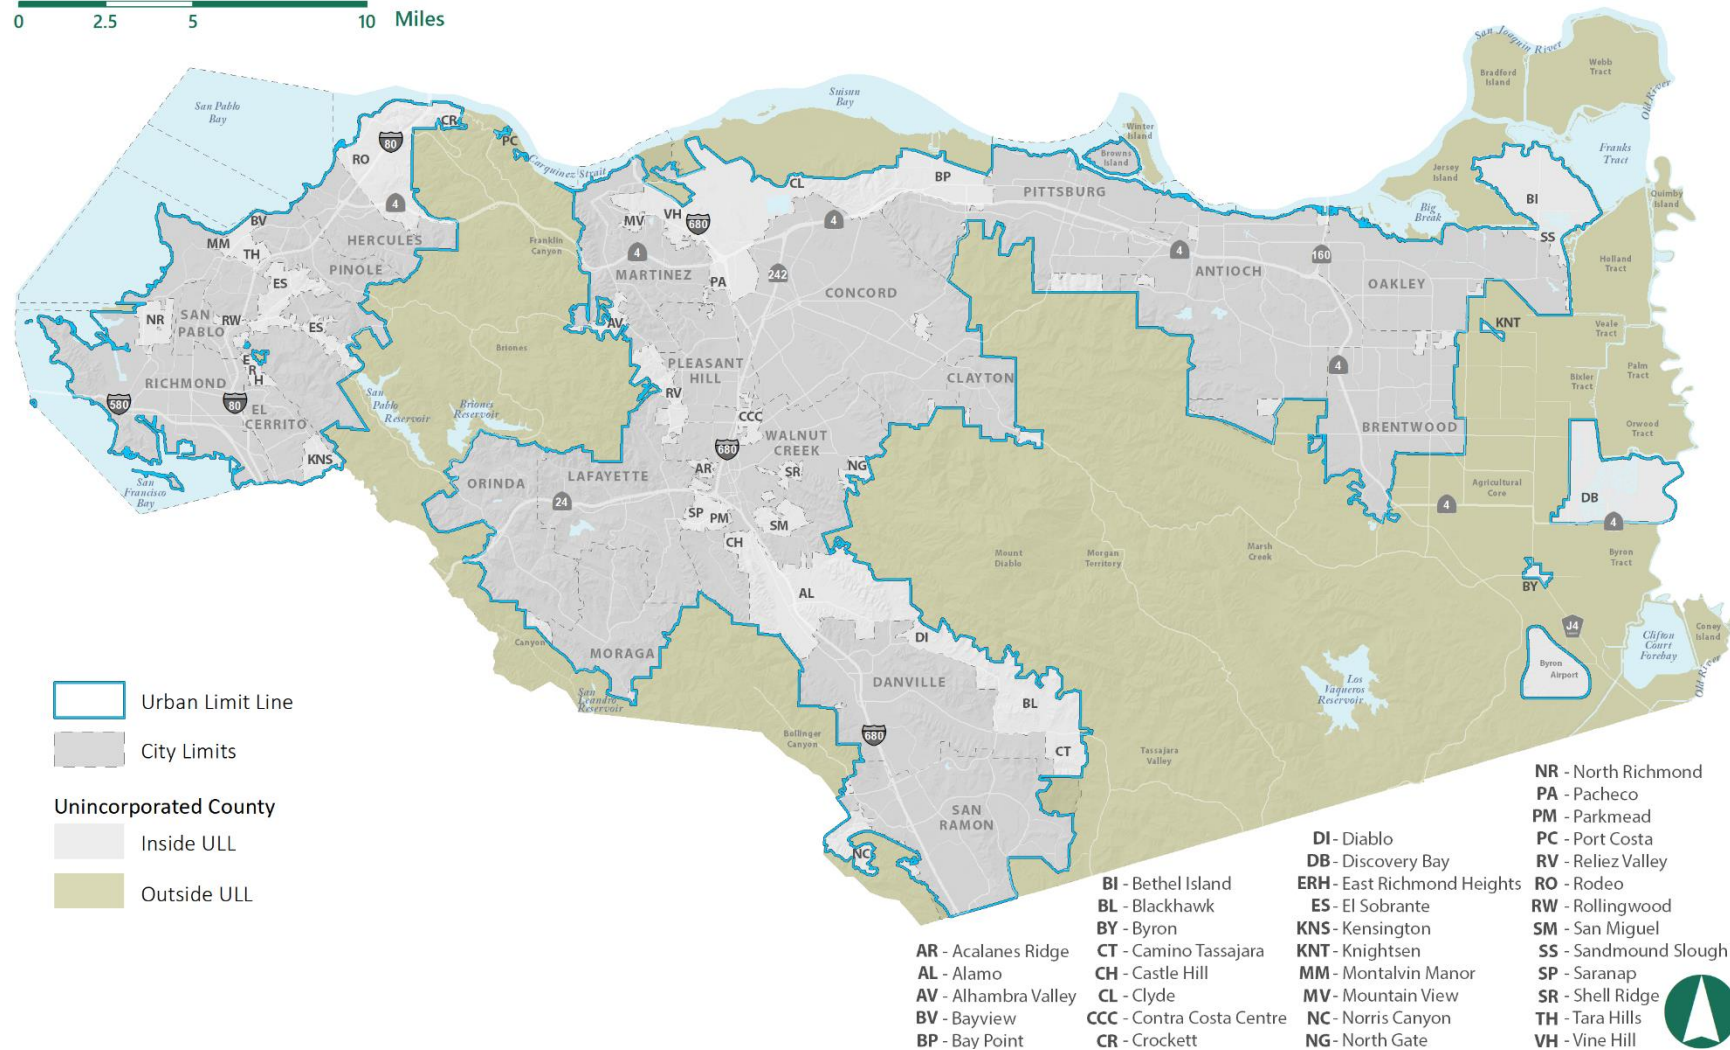 0 2.5 5 10 Miles
San Pablo
Bay
Suisun
Bay
San Joaquin River
Bradford
Island
Webb
Tract
Old River
Franks
Tract
Winter
Island
Browns
Island
Jersey
Island
Quimby
Island
Big
Break
Carquinez Strait
CR
PC
80
RO
4
BV
MM
TH
HERCULES
PINOLE
ES
ES
NR
SAN
PABLO
RW
E
R
H
RICHMOND
580
80
EL
CERRITO
KNS
San
Francisco
Bay
San
Pablo
Reservoir
Briones
Reservoir
Briones
Franklin
Canyon
CL
BP
PITTSBURG
MV
VH
680
4
4
MARTINEZ
242
PA
CONCORD
AV
PLEASANT
HILL
RV
CCC
CLAYTON
WALNUT
CREEK
680
AR
SR
NG
LAFAYETTE
ORINDA
24
SP
PM
SM
CH
AL
MORAGA
Canyon
San
Leandro
Reservoir
Bollinger
Canyon
DI
DANVILLE
BL
CT
680
SAN
RAMON
NC
Tassajara
Valley
Mount
Diablo
Morgan
Territory
Marsh
Creek
Los
Vaqueros
Reservoir
4
ANTIOCH
160
OAKLEY
BI
SS
Holland
Tract
KNT
Veale
Tract
Palm
Tract
Bixler
Tract
4
BRENTWOOD
Orwood
Tract
Agricultural
Core
DB
4
4
Byron
Tract
BY
J4
Byron
Airport
Clifton
Court
Forebay
Coney
Island
Old River
Urban Limit Line
City Limits
Unincorporated County
Inside ULL
Outside ULL
AR - Acalanes Ridge
AL - Alamo
AV - Alhambra Valley
BV - Bayview
BP - Bay Point
BI - Bethel Island
BL - Blackhawk
BY - Byron
CT - Camino Tassajara
CH - Castle Hill
CL - Clyde
CCC - Contra Costa Centre
CR - Crockett
DI - Diablo
DB - Discovery Bay
ERH - East Richmond Heights
ES - El Sobrante
KNS - Kensington
KNT - Knightsen
MM - Montalvin Manor
MV - Mountain View
NC - Norris Canyon
NG - North Gate
NR - North Richmond
PA - Pacheco
PM - Parkmead
PC - Port Costa
RV - Reliez Valley
RO - Rodeo
RW - Rollingwood
SM - San Miguel
SS - Sandmound Slough
SP - Saranap
SR - Shell Ridge
TH - Tara Hills
VH - Vine Hill